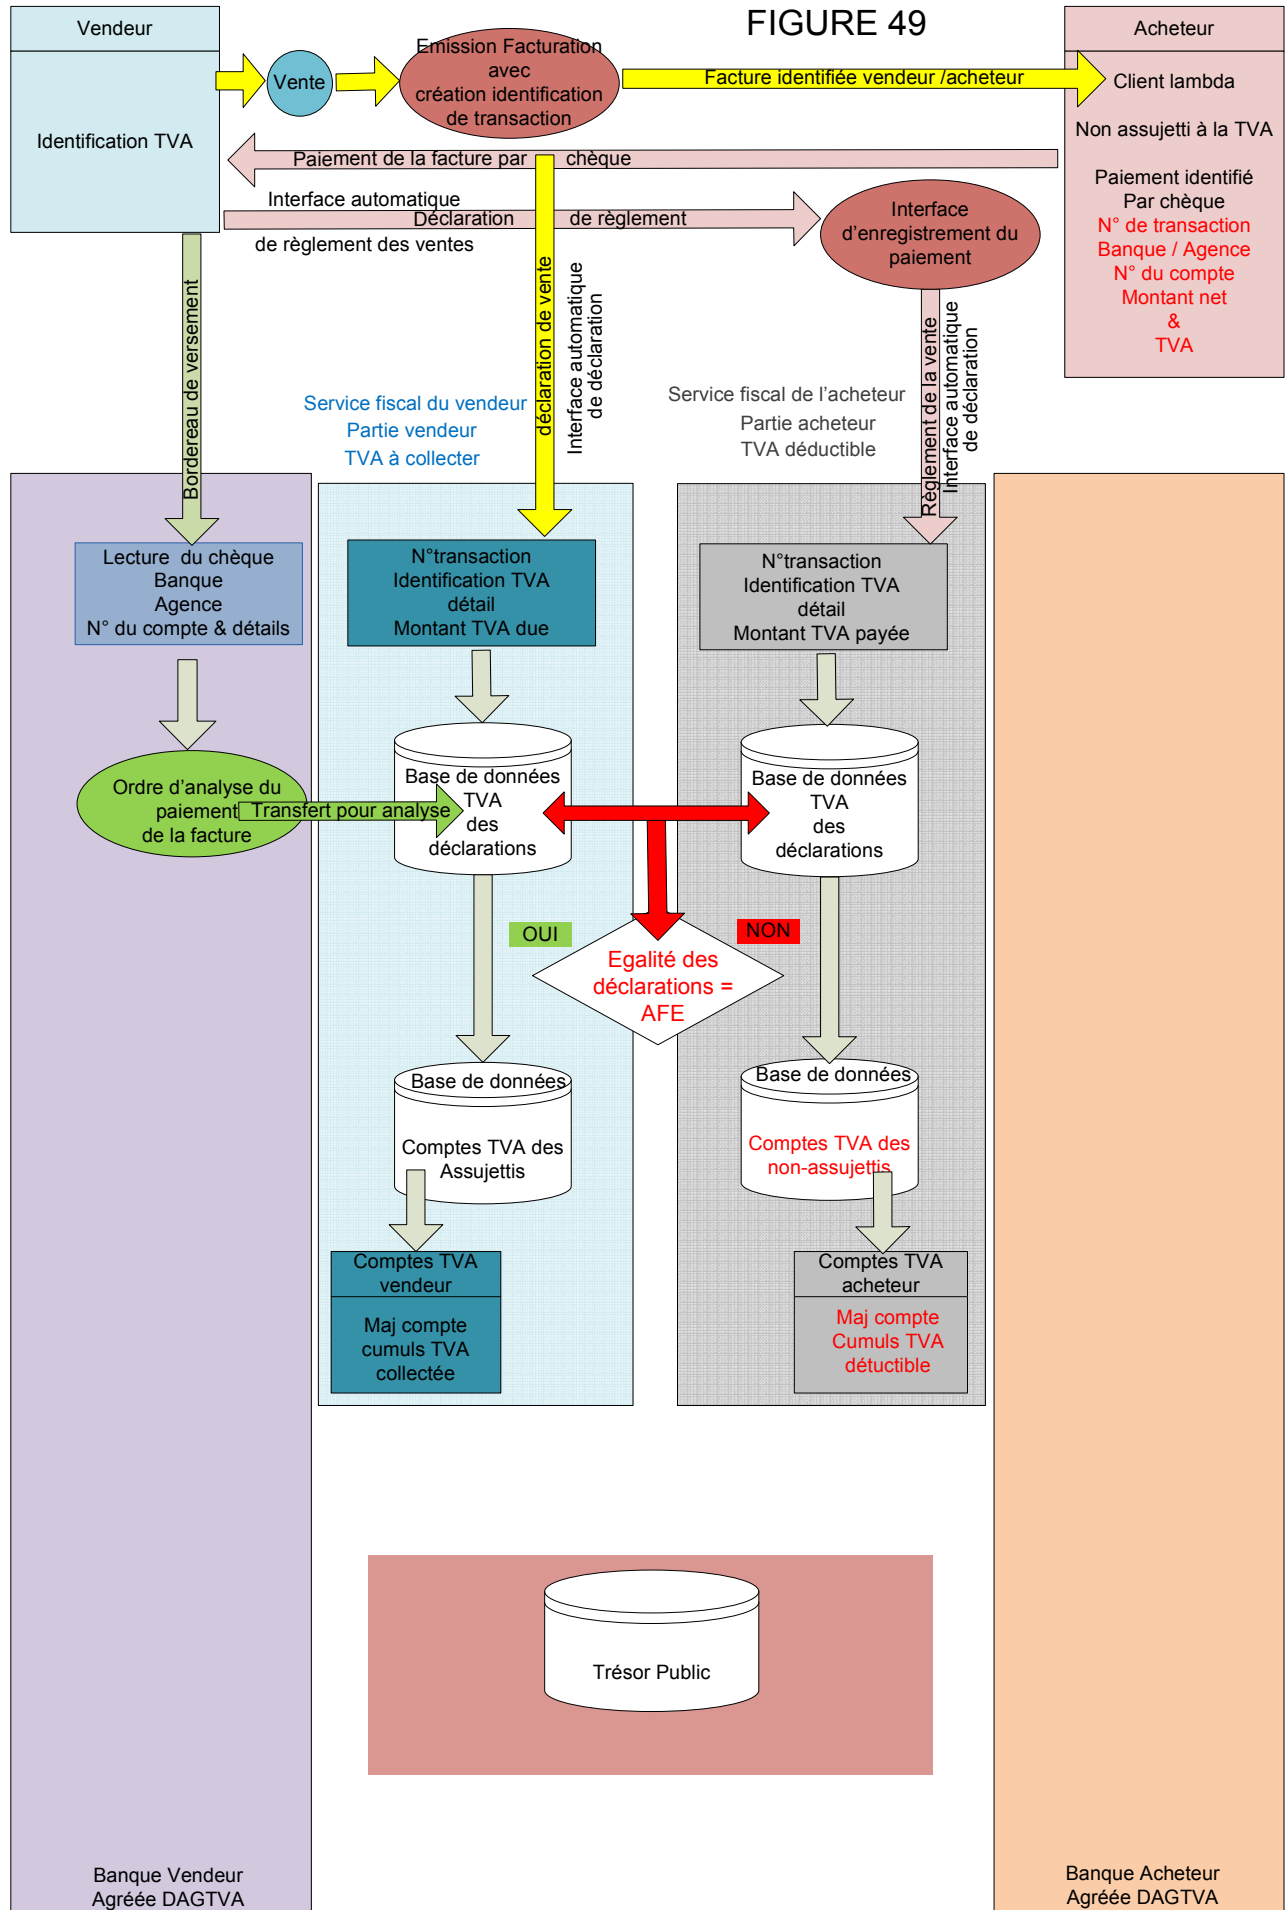 FIGURE 49
Vendeur
Identification TVA
Vente
Emission Facturation
avec
création identification
de transaction
Facture identifiée vendeur /acheteur
Acheteur
Client lambda
Non assujetti à la TVA
Paiement identifié
Par chèque
N° de transaction
Banque / Agence
N° du compte
Montant net
&
TVA
Paiement de la facture par chèque
Interface automatique
Déclaration de règlement
de règlement des ventes
Interface
d’enregistrement du
paiement
Bordereau de versement
déclaration de vente
Interface automatique
de déclaration
Règlement de la vente
Interface automatique
de déclaration
Service fiscal du vendeur
Partie vendeur
TVA à collecter
Service fiscal de l’acheteur
Partie acheteur
TVA déductible
Lecture du chèque
Banque
Agence
N° du compte & détails
N°transaction
Identification TVA
détail
Montant TVA due
N°transaction
Identification TVA
détail
Montant TVA payée
Ordre d’analyse du
paiement
de la facture
Transfert pour analyse
Base de données
TVA
des
déclarations
Base de données
TVA
des
déclarations
OUI
NON
Egalité des
déclarations =
AFE
Base de données
Comptes TVA des
Assujettis
Base de données
Comptes TVA des
non-assujettis
Comptes TVA
vendeur
Maj compte
cumuls TVA
collectée
Comptes TVA
acheteur
Maj compte
Cumuls TVA
détuctible
Trésor Public
Banque Vendeur
Agréée DAGTVA
Banque Acheteur
Agréée DAGTVA